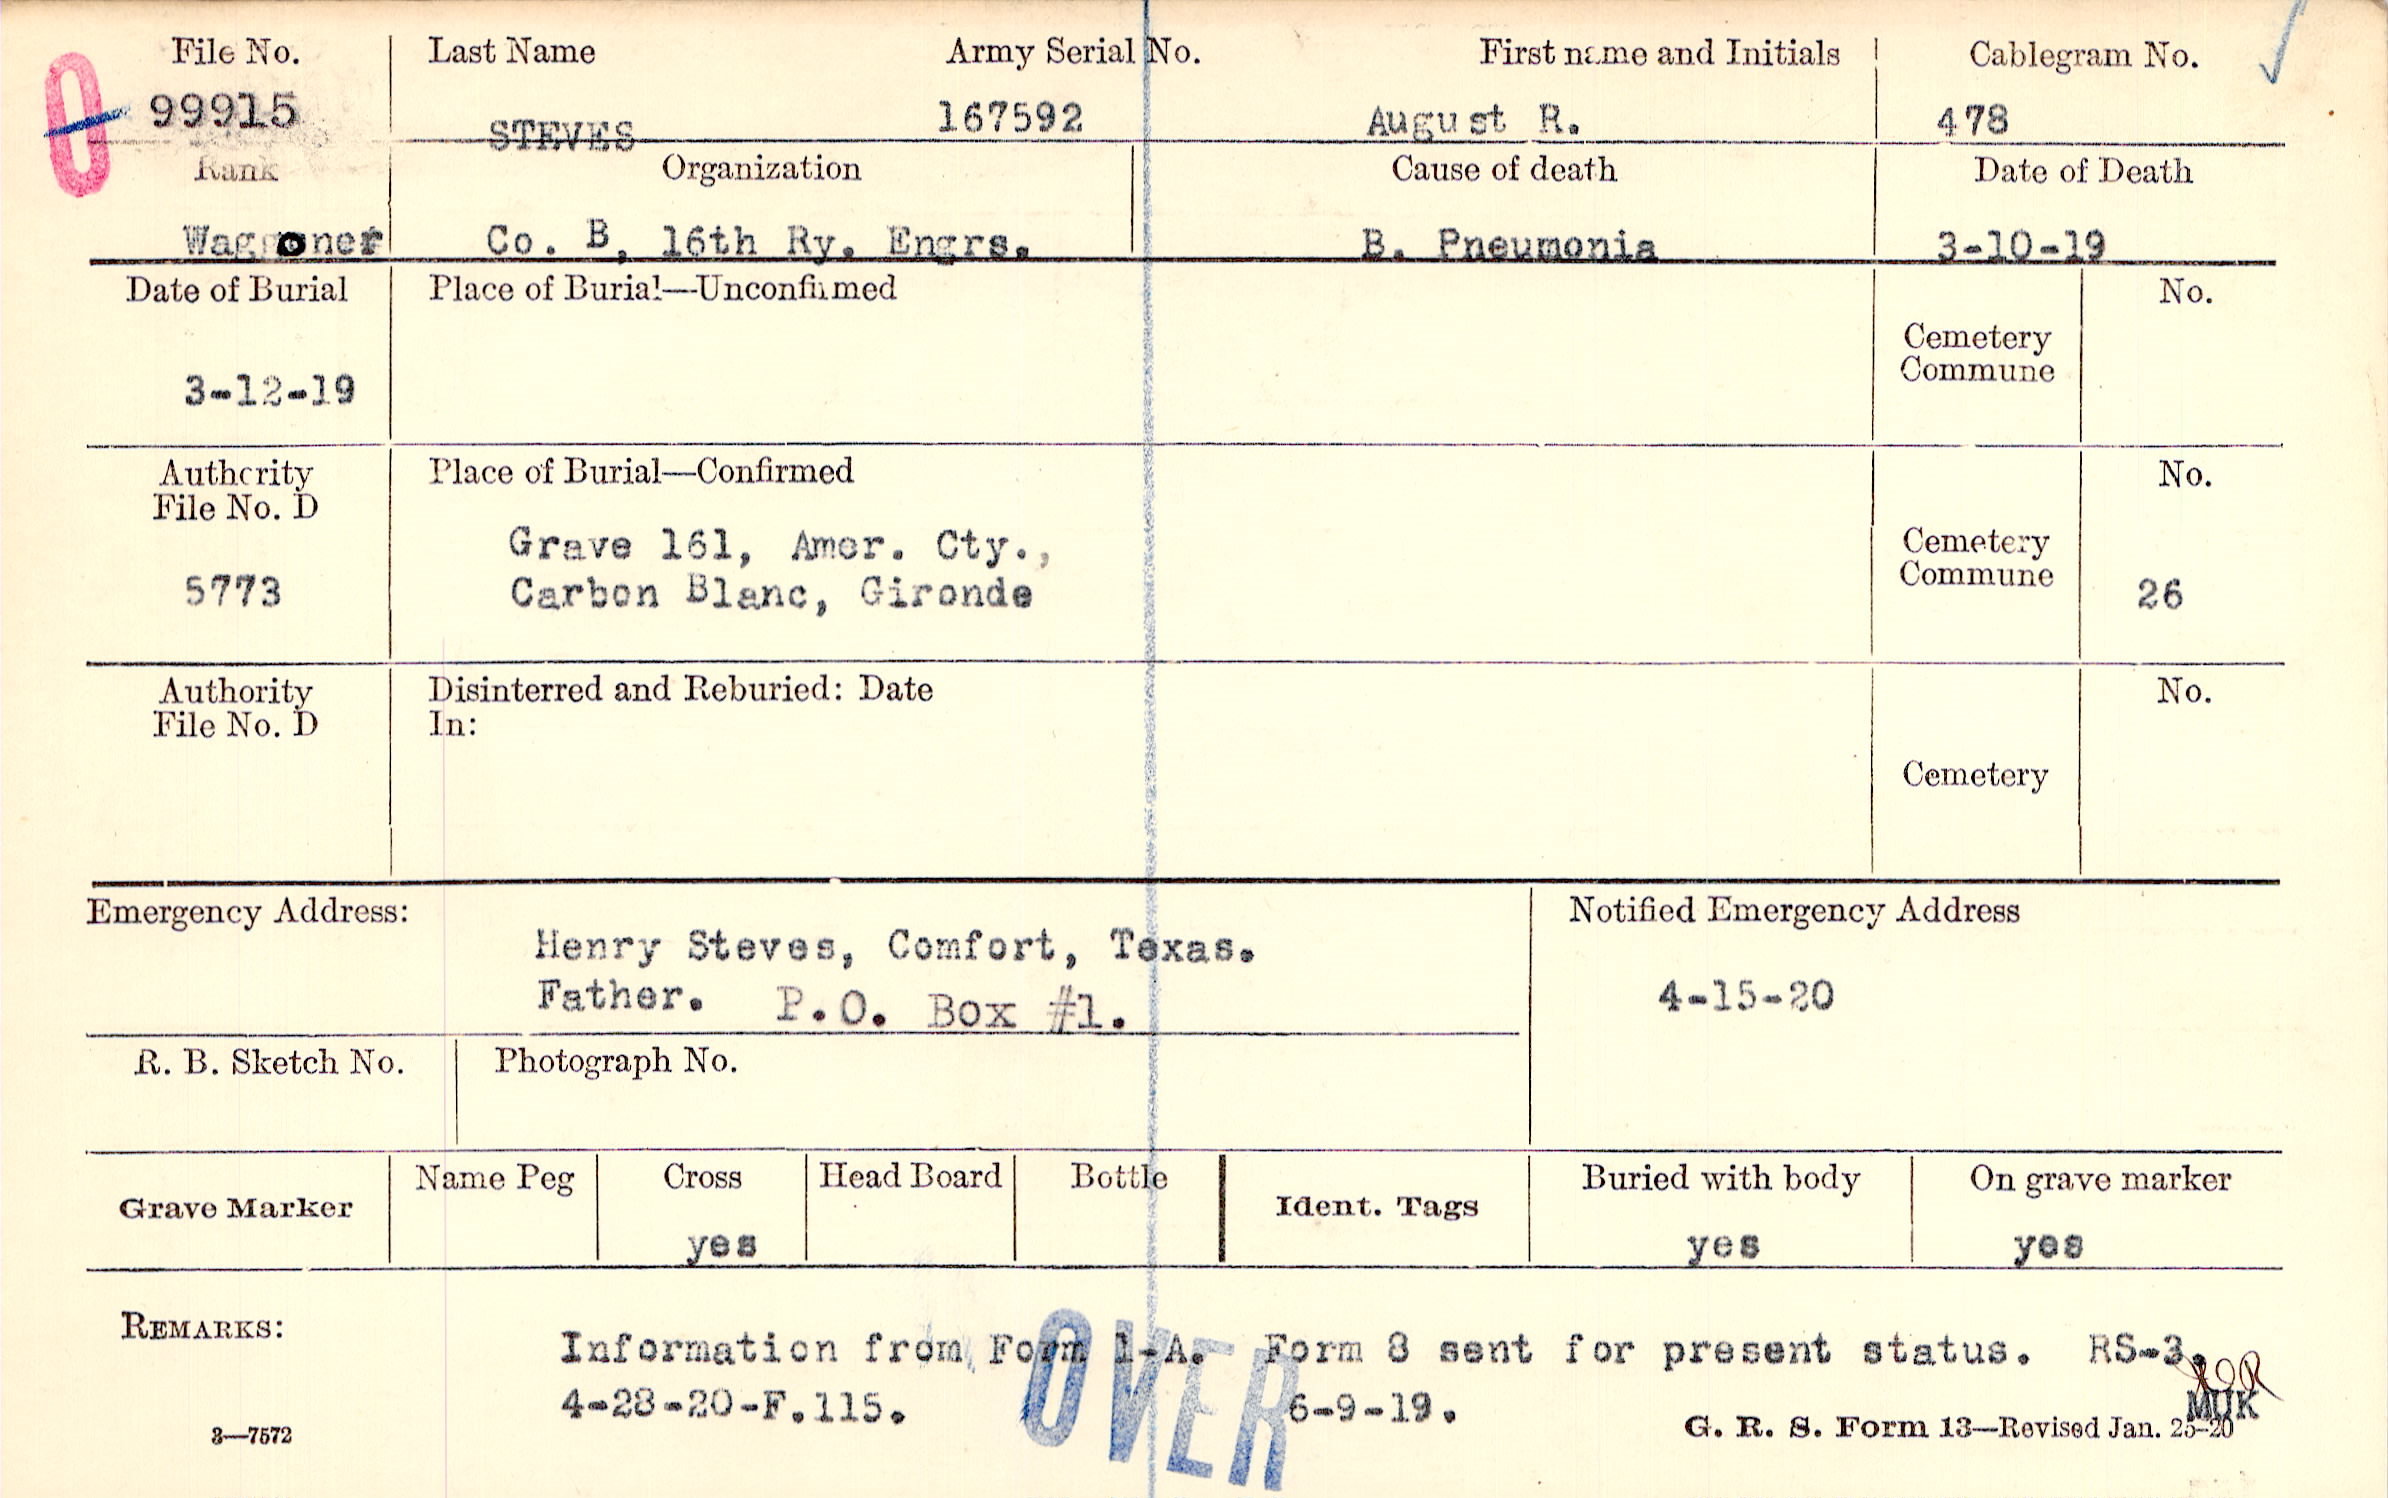 File No. Last Name Army Serial No. First name and Initials Cablegram No.
O 99915 STEVES 167592 August R. 478
Rank Organization Cause of death Date of Death
Waggoner Co. B, 16th Ry. Engrs. B. Pneumonia 3-10-19
Date of Burial Place of Burial—Unconfirmed No.
Cemetery
Commune
3-12-19
Authority Place of Burial—Confirmed No.
File No. D
Grave 161, Amer. Cty., Cemetery
5773 Carbon Blanc, Gironde Commune 26
Authority Disinterred and Reburied: Date No.
File No. D In:
Cemetery
Emergency Address: Notified Emergency Address
Henry Steves, Comfort, Texas.
Father. P.O. Box #1. 4-15-20
R. B. Sketch No. Photograph No.
Name Peg Cross Head Board Bottle Buried with body On grave marker
Grave Marker Ident. Tags
yes yes yes
REMARKS:
Information from Form 1-A. Form 8 sent for present status. RS-3.
4-28-20-F.115. 6-9-19.
OVER
MUK
3—7572 G. R. S. Form 13—Revised Jan. 25-20